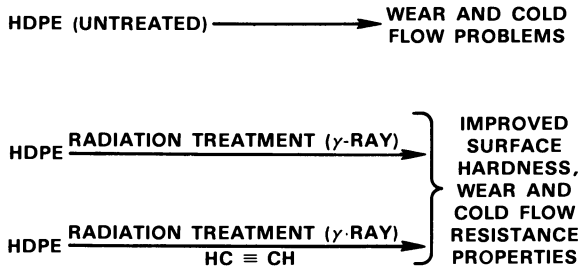 HDPE (UNTREATED) WEAR AND COLD
FLOW PROBLEMS
HDPE RADIATION TREATMENT (γ-RAY)
HDPE RADIATION TREATMENT (γ·RAY)
HC ≡ CH
IMPROVED
SURFACE
HARDNESS,
WEAR AND
COLD FLOW
RESISTANCE
PROPERTIES